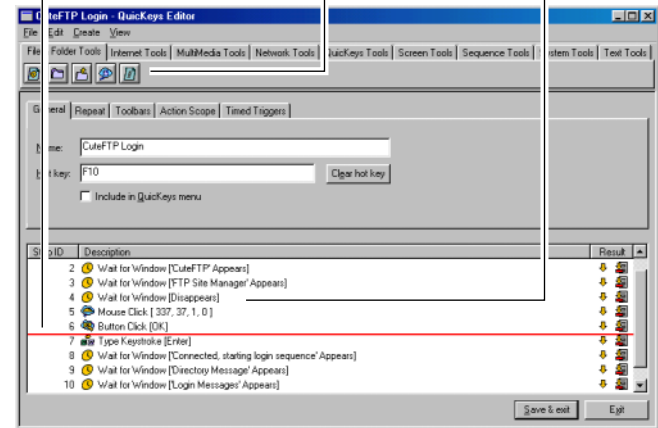 CuteFTP Login - QuicKeys Editor
File Edit Create View
File Folder Tools Internet Tools MultiMedia Tools Network Tools QuicKeys Tools Screen Tools Sequence Tools System Tools Text Tools
General Repeat Toolbars Action Scope Timed Triggers
Name: CuteFTP Login
Hot key: F10 Clear hot key
Include in QuicKeys menu
Step ID Description Result
2 Wait for Window ['CuteFTP' Appears]
3 Wait for Window ['FTP Site Manager' Appears]
4 Wait for Window [Disappears]
5 Mouse Click [ 337, 37, 1, 0 ]
6 Button Click [OK]
7 Type Keystroke [Enter]
8 Wait for Window ['Connected, starting login sequence' Appears]
9 Wait for Window ['Directory Message' Appears]
10 Wait for Window ['Login Messages' Appears]
Save & exit Exit